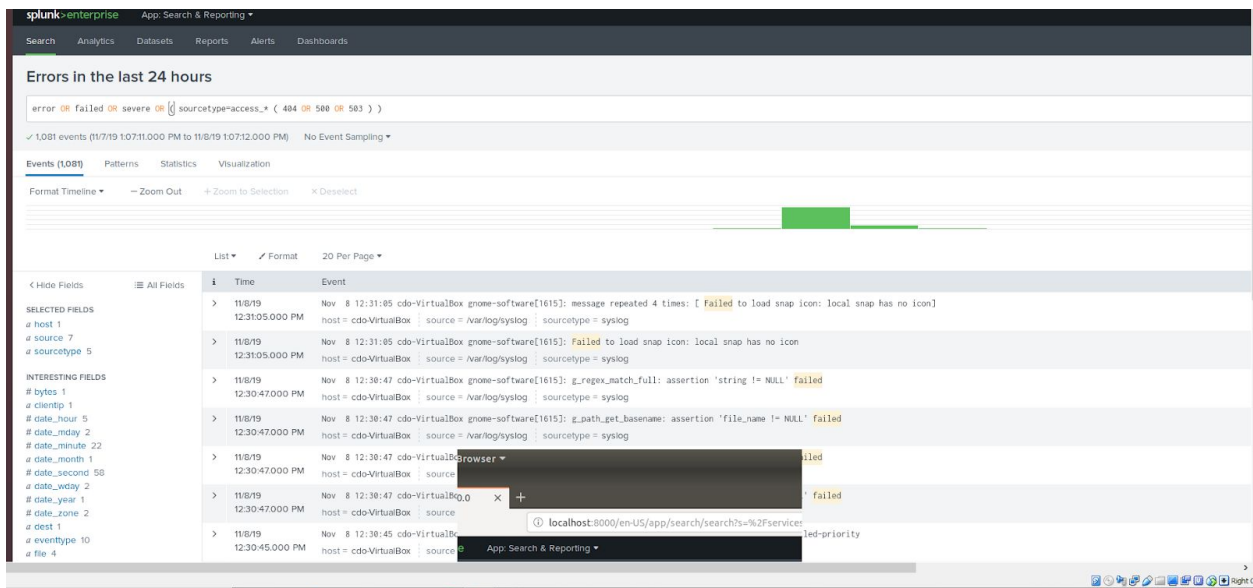 splunk>enterprise App: Search & Reporting
Search Analytics Datasets Reports Alerts Dashboards
Errors in the last 24 hours
error OR failed OR severe OR ( sourcetype=access_* ( 404 OR 500 OR 503 ) )
✓ 1,081 events (11/7/19 1:07:11.000 PM to 11/8/19 1:07:12.000 PM) No Event Sampling
Events (1,081) Patterns Statistics Visualization
Format Timeline − Zoom Out + Zoom to Selection × Deselect
List Format 20 Per Page
< Hide Fields All Fields i Time Event
SELECTED FIELDS
a host 1
a source 7
a sourcetype 5
INTERESTING FIELDS
# bytes 1
a clientip 1
# date_hour 5
# date_mday 2
# date_minute 22
a date_month 1
# date_second 58
a date_wday 2
# date_year 1
# date_zone 2
a dest 1
a eventtype 10
a file 4
> 11/8/19 Nov 8 12:31:05 cdo-VirtualBox gnome-software[1615]: message repeated 4 times: [ Failed to load snap icon: local snap has no icon]
12:31:05.000 PM host = cdo-VirtualBox source = /var/log/syslog sourcetype = syslog
> 11/8/19 Nov 8 12:31:05 cdo-VirtualBox gnome-software[1615]: Failed to load snap icon: local snap has no icon
12:31:05.000 PM host = cdo-VirtualBox source = /var/log/syslog sourcetype = syslog
> 11/8/19 Nov 8 12:30:47 cdo-VirtualBox gnome-software[1615]: g_regex_match_full: assertion 'string != NULL' failed
12:30:47.000 PM host = cdo-VirtualBox source = /var/log/syslog sourcetype = syslog
> 11/8/19 Nov 8 12:30:47 cdo-VirtualBox gnome-software[1615]: g_path_get_basename: assertion 'file_name != NULL' failed
12:30:47.000 PM host = cdo-VirtualBox source = /var/log/syslog sourcetype = syslog
> 11/8/19 Nov 8 12:30:47 cdo-VirtualBo ailed
12:30:47.000 PM host = cdo-VirtualBox source
> 11/8/19 Nov 8 12:30:47 cdo-VirtualBo ' failed
12:30:47.000 PM host = cdo-VirtualBox source
> 11/8/19 Nov 8 12:30:45 cdo-VirtualBo led-priority
12:30:45.000 PM host = cdo-VirtualBox source
Browser
0.0 × +
localhost:8000/en-US/app/search/search?s=%2Fservices
e App: Search & Reporting
Right C